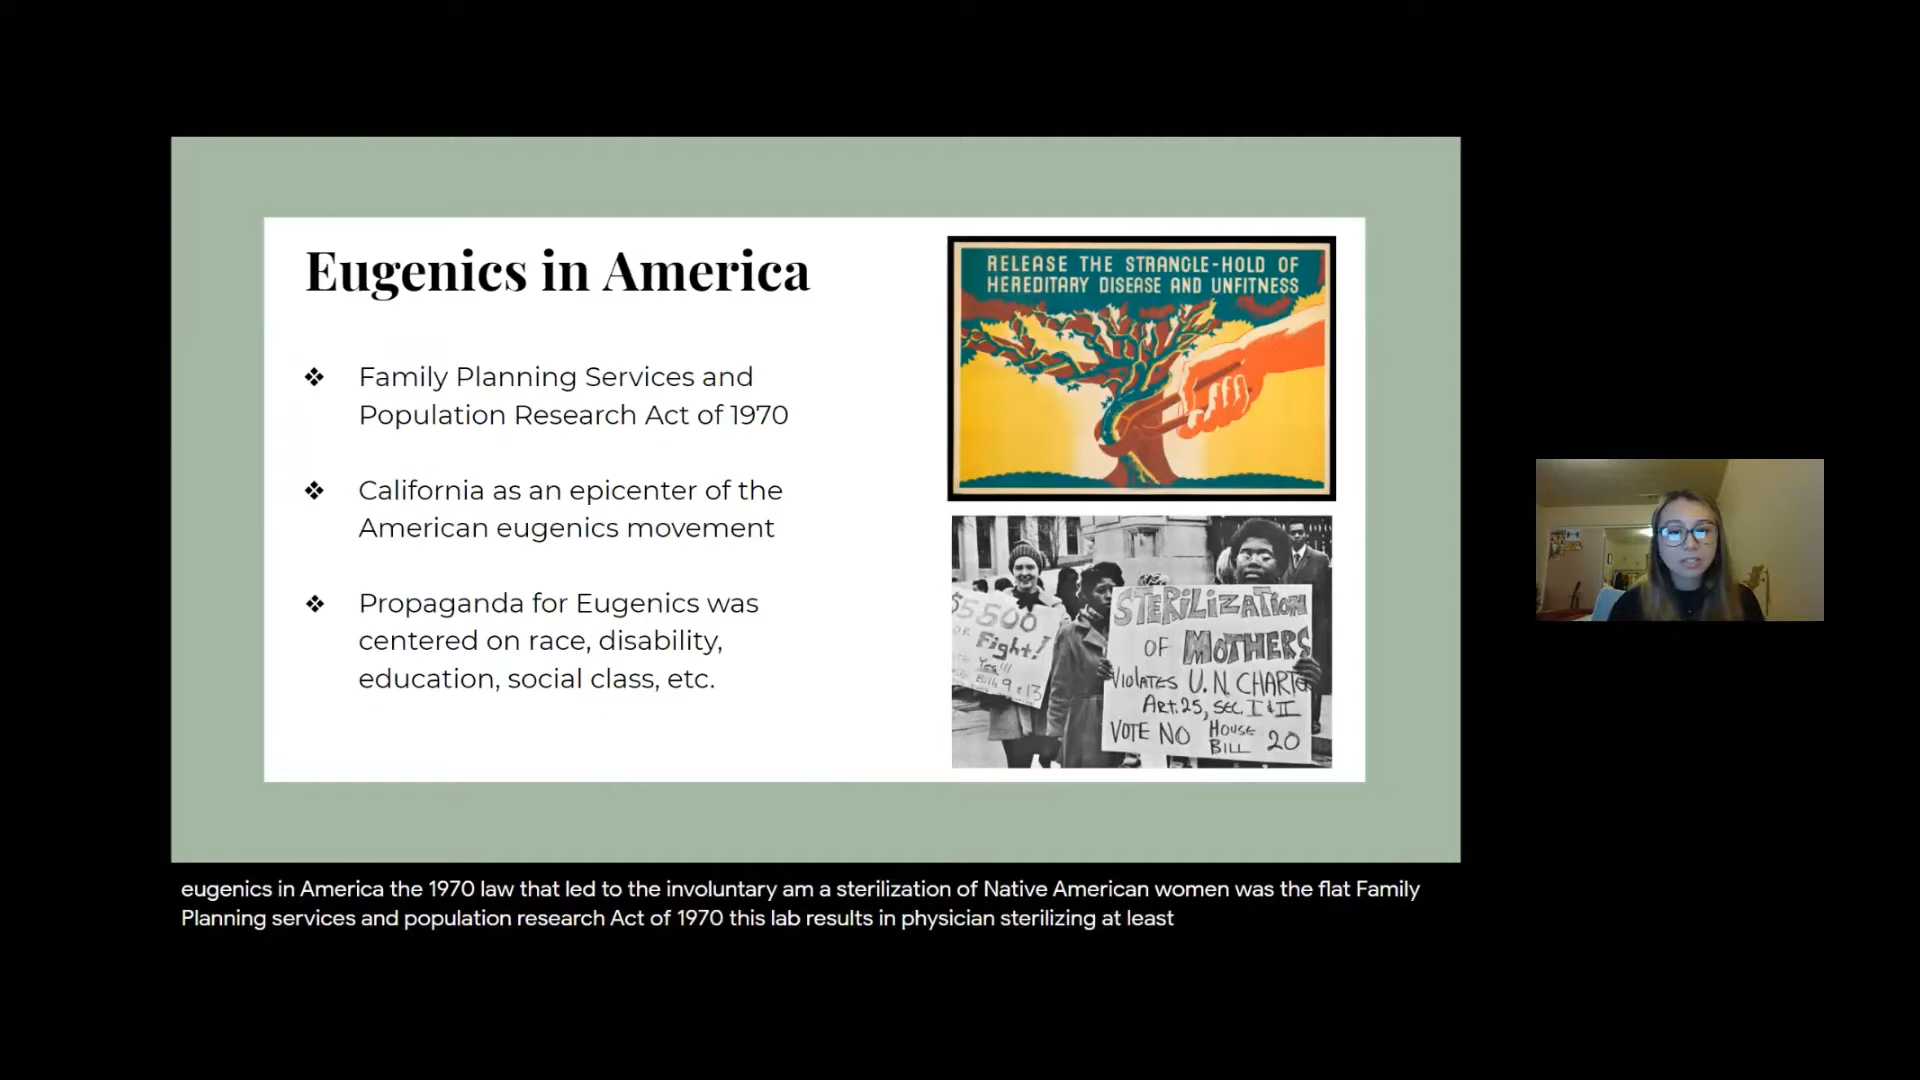 Eugenics in America
❖ Family Planning Services and
Population Research Act of 1970
❖ California as an epicenter of the
American eugenics movement
❖ Propaganda for Eugenics was
centered on race, disability,
education, social class, etc.
RELEASE THE STRANGLE-HOLD OF
HEREDITARY DISEASE AND UNFITNESS
$5500
OR
Fight!
Yes!!!
Bills 9 & 13
STERILIZATION
OF MOTHERS
VIOLATES U.N. CHARTER
ART. 25, SEC. I & II
VOTE NO HOUSE
BILL 20
eugenics in America the 1970 law that led to the involuntary am a sterilization of Native American women was the flat Family
Planning services and population research Act of 1970 this lab results in physician sterilizing at least